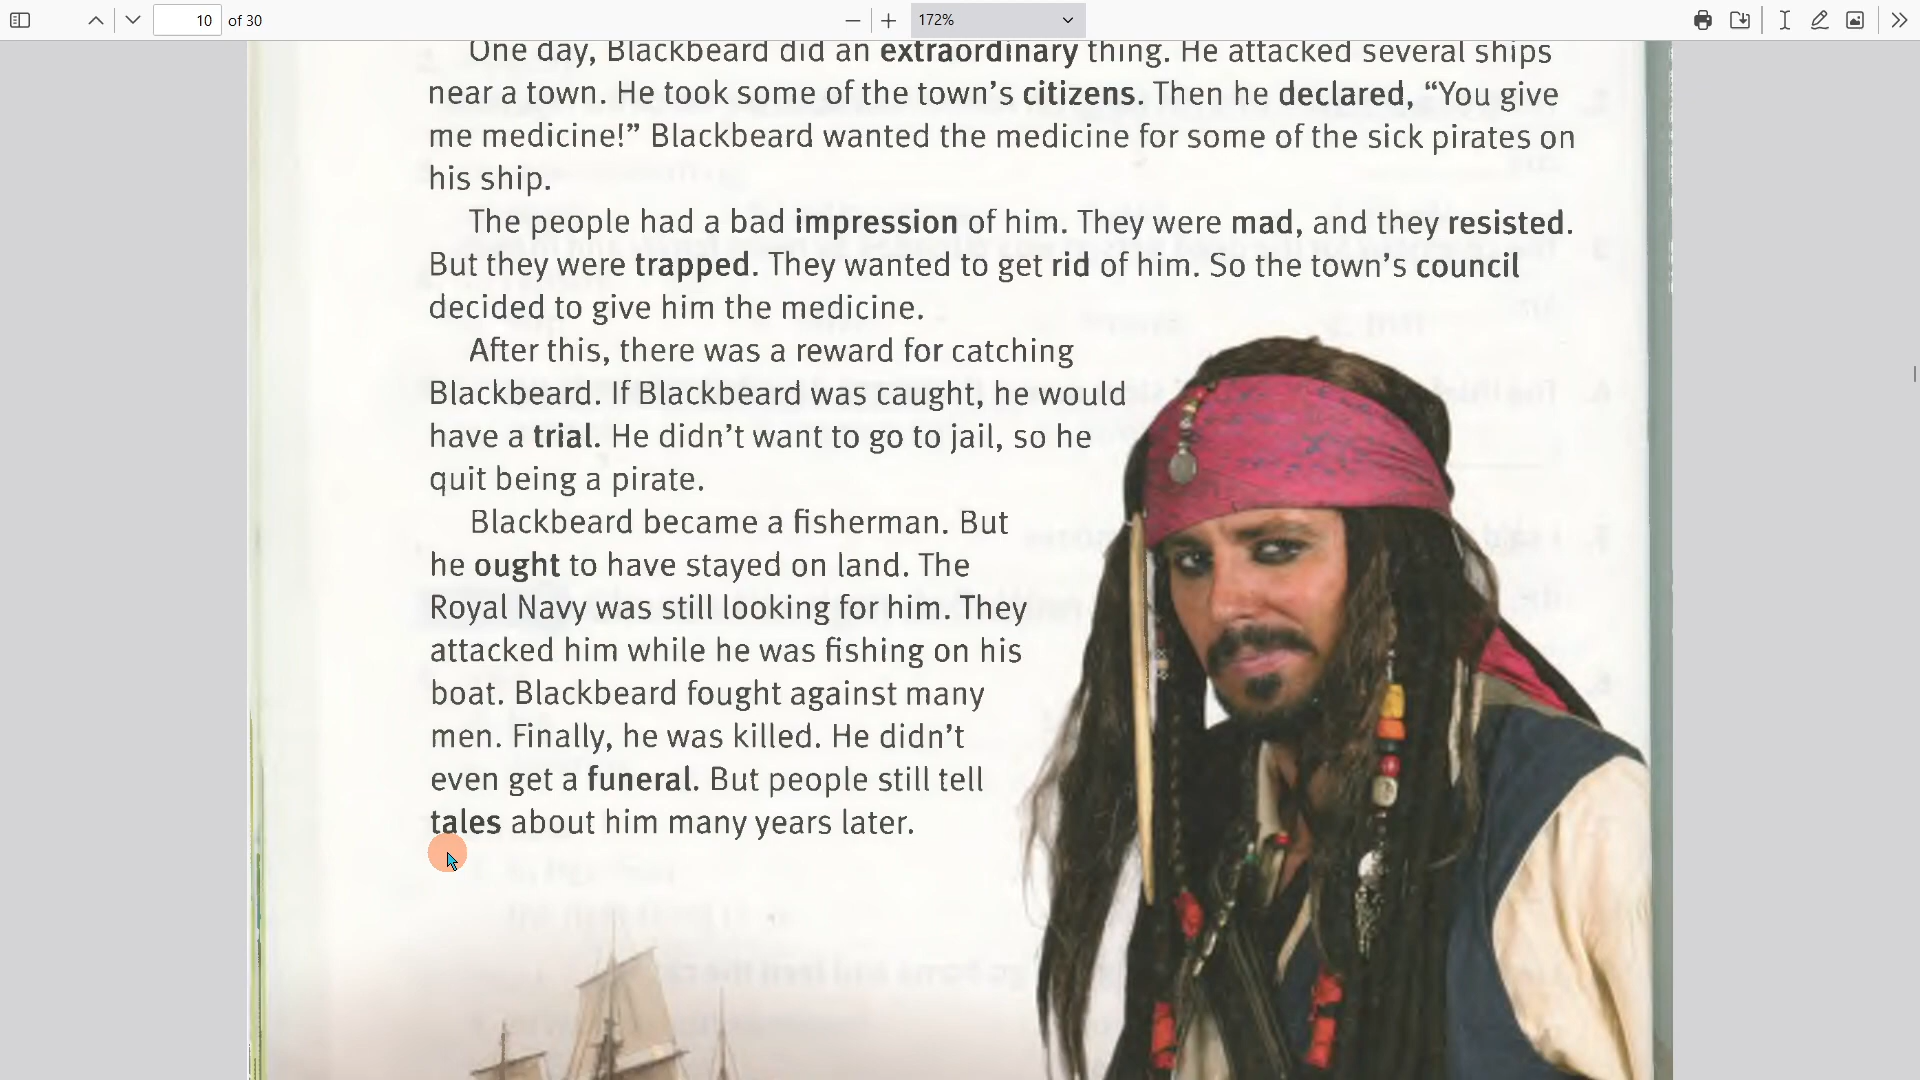 10 of 30
172%
One day, Blackbeard did an extraordinary thing. He attacked several ships
near a town. He took some of the town's citizens. Then he declared, “You give
me medicine!” Blackbeard wanted the medicine for some of the sick pirates on
his ship.
The people had a bad impression of him. They were mad, and they resisted.
But they were trapped. They wanted to get rid of him. So the town's council
decided to give him the medicine.
After this, there was a reward for catching
Blackbeard. If Blackbeard was caught, he would
have a trial. He didn't want to go to jail, so he
quit being a pirate.
Blackbeard became a fisherman. But
he ought to have stayed on land. The
Royal Navy was still looking for him. They
attacked him while he was fishing on his
boat. Blackbeard fought against many
men. Finally, he was killed. He didn't
even get a funeral. But people still tell
tales about him many years later.